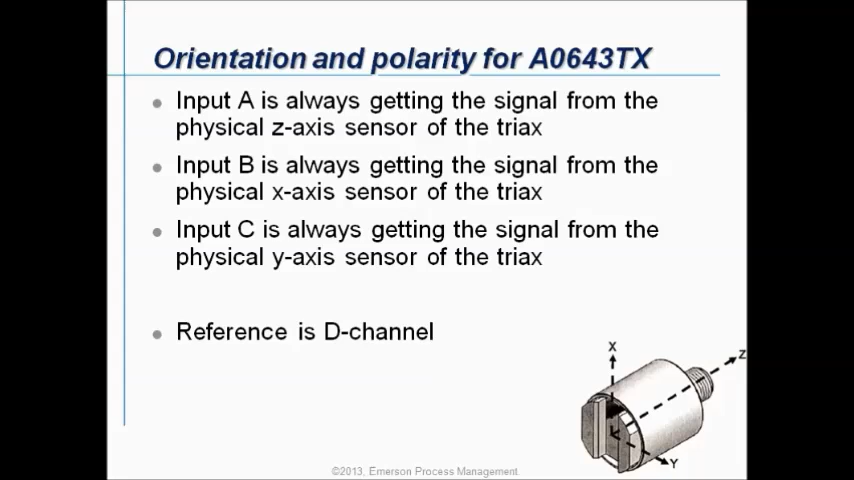 Orientation and polarity for A0643TX
Input A is always getting the signal from the
physical z-axis sensor of the triax
Input B is always getting the signal from the
physical x-axis sensor of the triax
Input C is always getting the signal from the
physical y-axis sensor of the triax
Reference is D-channel
X
Z
Y
©2013, Emerson Process Management